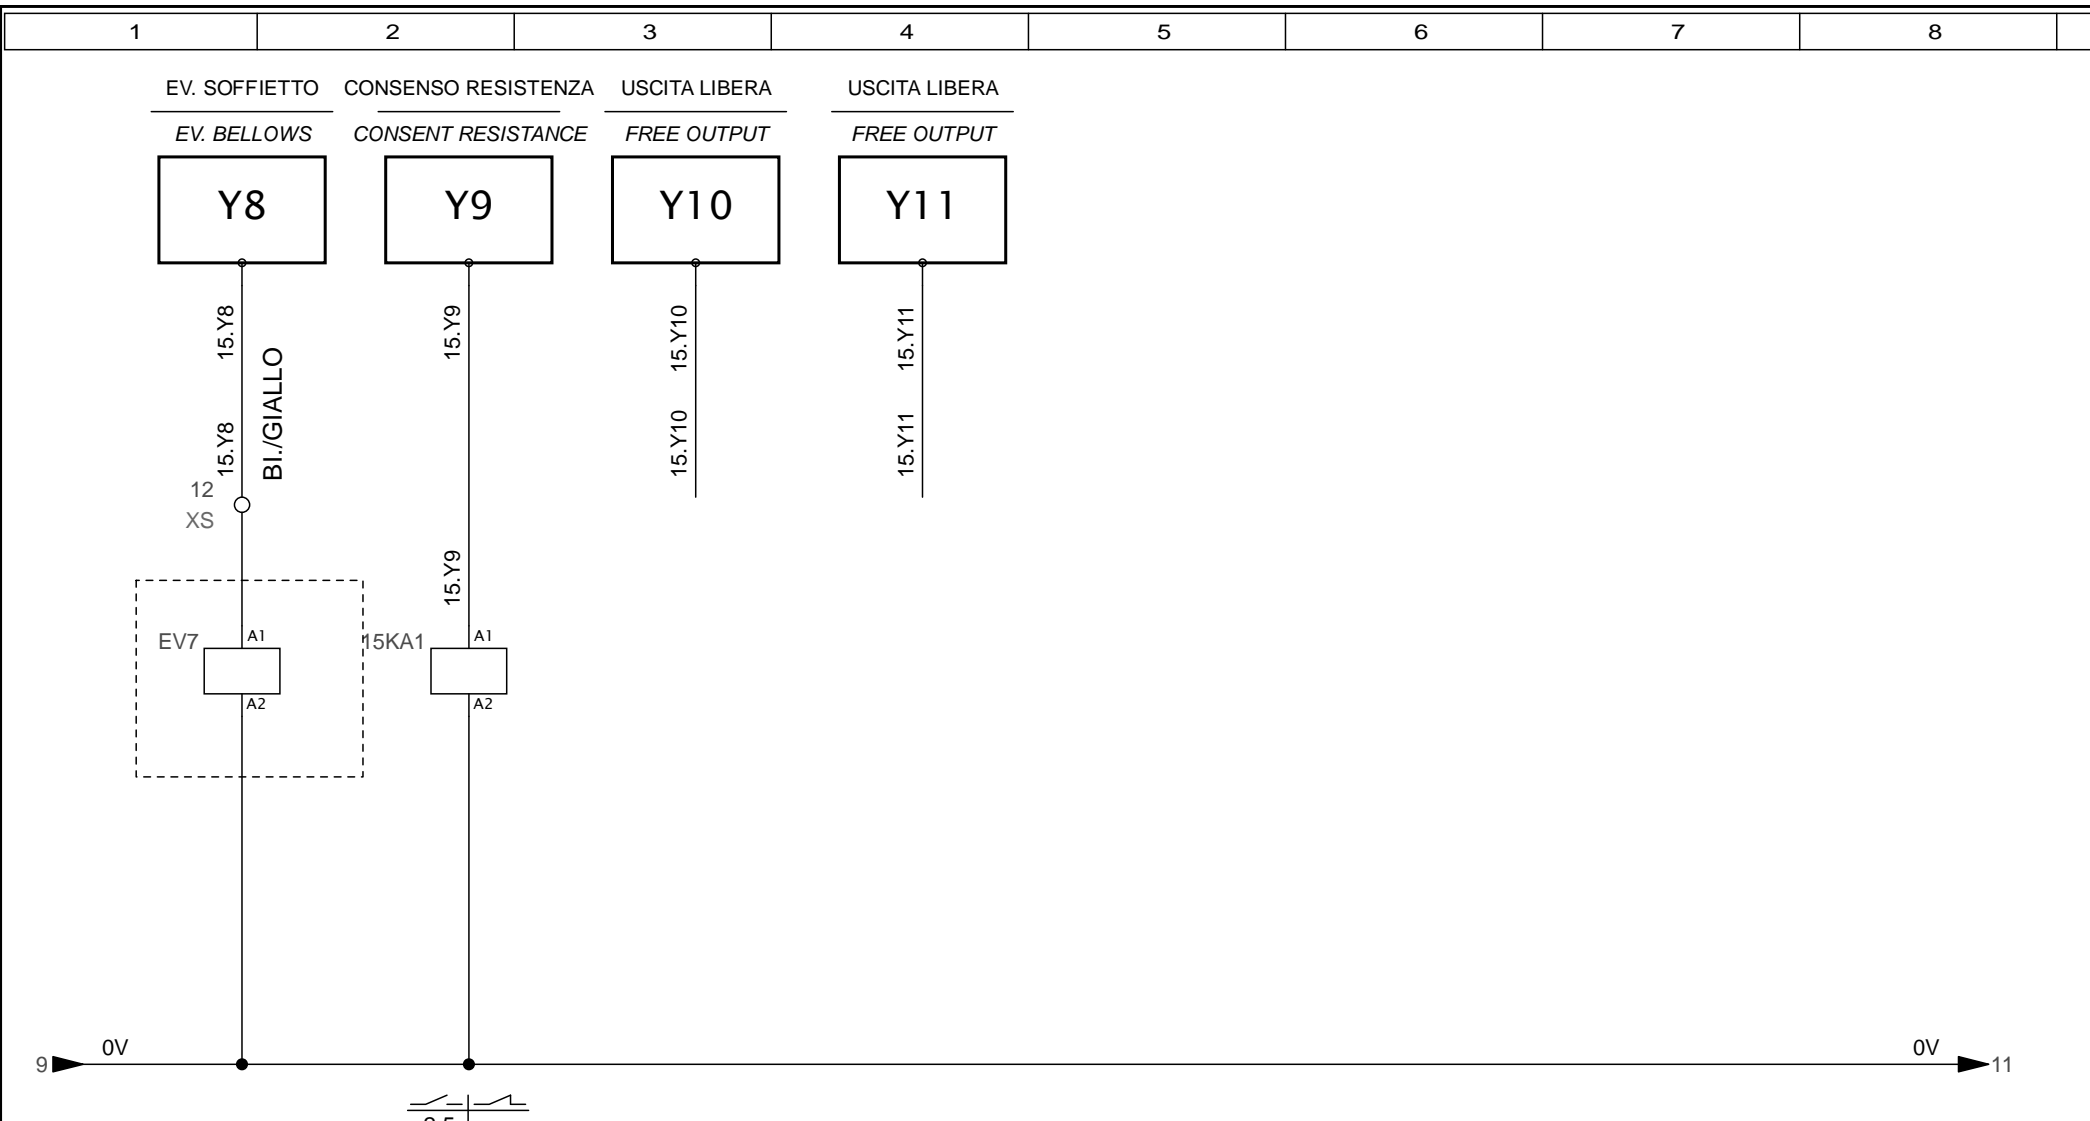 1 2 3 4 5 6 7 8
EV. SOFFIETTO CONSENSO RESISTENZA USCITA LIBERA USCITA LIBERA
EV. BELLOWS CONSENT RESISTANCE FREE OUTPUT FREE OUTPUT
Y8 Y9 Y10 Y11
15.Y8 15.Y9 15.Y10 15.Y11
BI./GIALLO
15.Y8 15.Y10 15.Y11
12
XS
15.Y9
EV7 A1 15KA1 A1
A2 A2
0V 0V
9 11